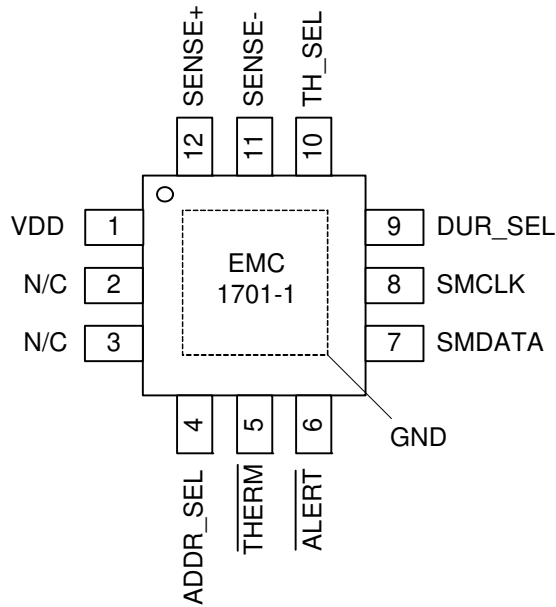 SENSE+
SENSE-
TH_SEL
12
11
10
VDD
1
9
DUR_SEL
N/C
2
EMC
1701-1
8
SMCLK
N/C
3
7
SMDATA
4
5
6
GND
ADDR_SEL
THERM
ALERT